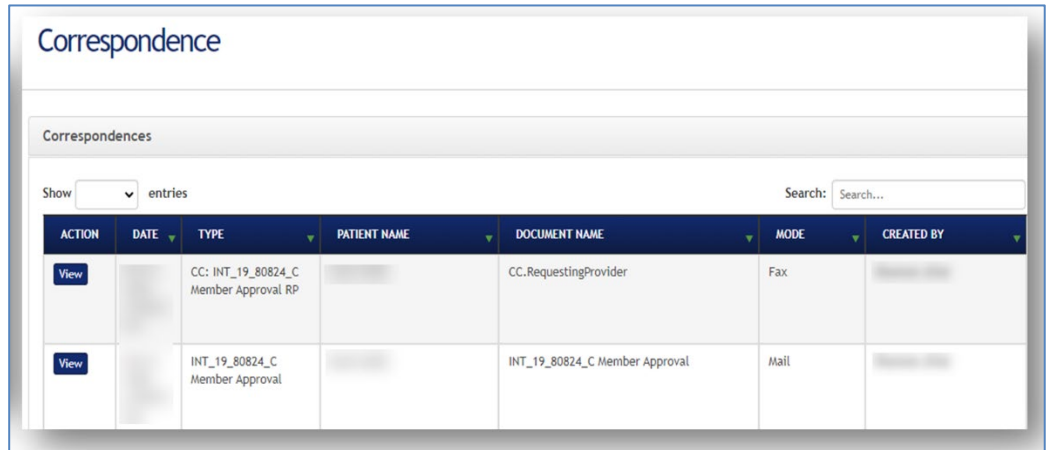 Correspondence
Correspondences
Show entries Search: Search...
ACTION DATE TYPE PATIENT NAME DOCUMENT NAME MODE CREATED BY
View CC: INT_19_80824_C CC.RequestingProvider Fax
Member Approval RP
View INT_19_80824_C INT_19_80824_C Member Approval Mail
Member Approval